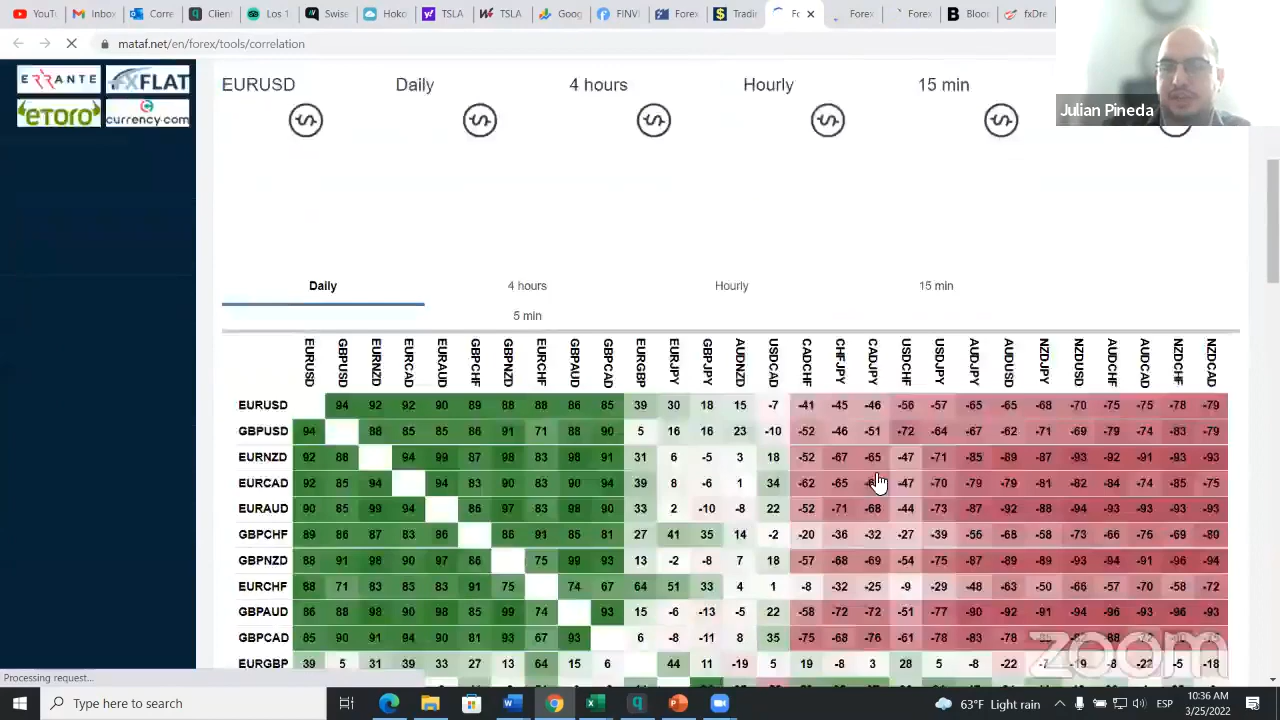 YouTu
Inbox
Corre
Client
Los 1
Swise
Hoko
TSLA
TSLA
Goog
FINV
Forex
Tradin
Fo
Forex
Forex
Bloo
fxDre
mataf.net/en/forex/tools/correlation
ERRANTE
FXFLAT
eToro
currency.com
EURUSD Daily 4 hours Hourly 15 min
Julian Pineda
Daily 4 hours Hourly 15 min
5 min
EURUSD GBPUSD EURNZD EURCAD EURAUD GBPCHF GBPNZD EURCHF GBPAUD GBPCAD EURGBP EURJPY GBPJPY AUDNZD USDCAD CADCHF CHFJPY CADJPY USDCHF USDJPY AUDJPY AUDUSD NZDJPY NZDUSD AUDCHF AUDCAD NZDCHF NZDCAD
EURUSD 94 92 92 90 89 88 88 86 85 39 30 18 15 -7 -41 -45 -46 -56 -57 -65 -65 -68 -70 -75 -75 -78 -79
GBPUSD 94 88 85 85 86 91 71 88 90 5 16 16 23 -10 -52 -46 -51 -72 -64 -67 -62 -71 -69 -79 -74 -83 -79
EURNZD 92 88 94 99 87 98 83 98 91 31 6 -5 3 18 -52 -67 -65 -47 -71 -85 -89 -87 -93 -92 -91 -93 -93
EURCAD 92 85 94 94 83 90 83 90 94 39 8 -6 1 34 -62 -65 -47 -70 -79 -79 -81 -82 -84 -84 -85 -75
EURAUD 90 85 99 94 86 97 83 98 90 33 2 -10 -8 22 -52 -71 -68 -44 -73 -87 -92 -88 -94 -93 -93 -93 -93
GBPCHF 89 86 87 83 86 86 91 85 81 27 41 35 14 -2 -20 -36 -32 -27 -39 -56 -68 -58 -73 -66 -75 -69 -80
GBPNZD 88 91 98 90 97 86 75 99 93 13 -2 -8 7 18 -57 -68 -69 -54 -75 -87 -89 -89 -93 -94 -91 -96 -94
EURCHF 88 71 83 83 83 91 75 74 67 64 51 33 4 1 -8 -32 -25 -9 -29 -48 -63 -50 -66 -57 -70 -58 -72
GBPAUD 86 88 98 90 98 85 99 74 93 15 -6 -13 -5 22 -58 -72 -72 -51 -77 -90 -92 -91 -94 -96 -93 -96 -93
GBPCAD 85 90 91 94 90 81 93 67 93 6 -8 -11 8 35 -75 -68 -76 -61 -78 -83 -78 88
EURGBP 39 5 31 39 33 27 13 64 15 6 44 11 -19 5 19 -8 3 28 5 -8 -22 -7 -19 -8 -22 -5 -18
zoom
Processing request...
Type here to search
63°F Light rain
ESP
10:36 AM
3/25/2022